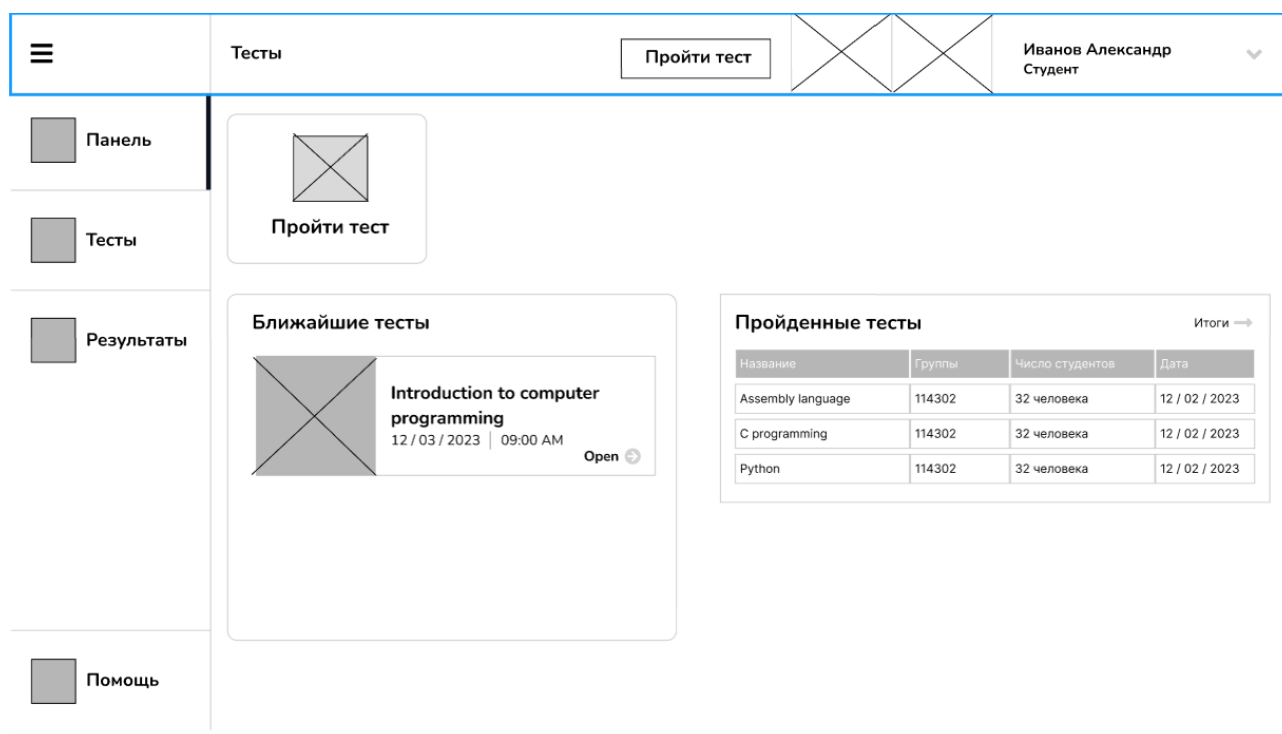 Тесты
Пройти тест
Иванов Александр
Студент
Панель
Тесты
Результаты
Помощь
Пройти тест
Ближайшие тесты
Introduction to computer
programming
12 / 03 / 2023 | 09:00 AM
Open
Пройденные тесты
Итоги
Название Группы Число студентов Дата
Assembly language 114302 32 человека 12 / 02 / 2023
C programming 114302 32 человека 12 / 02 / 2023
Python 114302 32 человека 12 / 02 / 2023